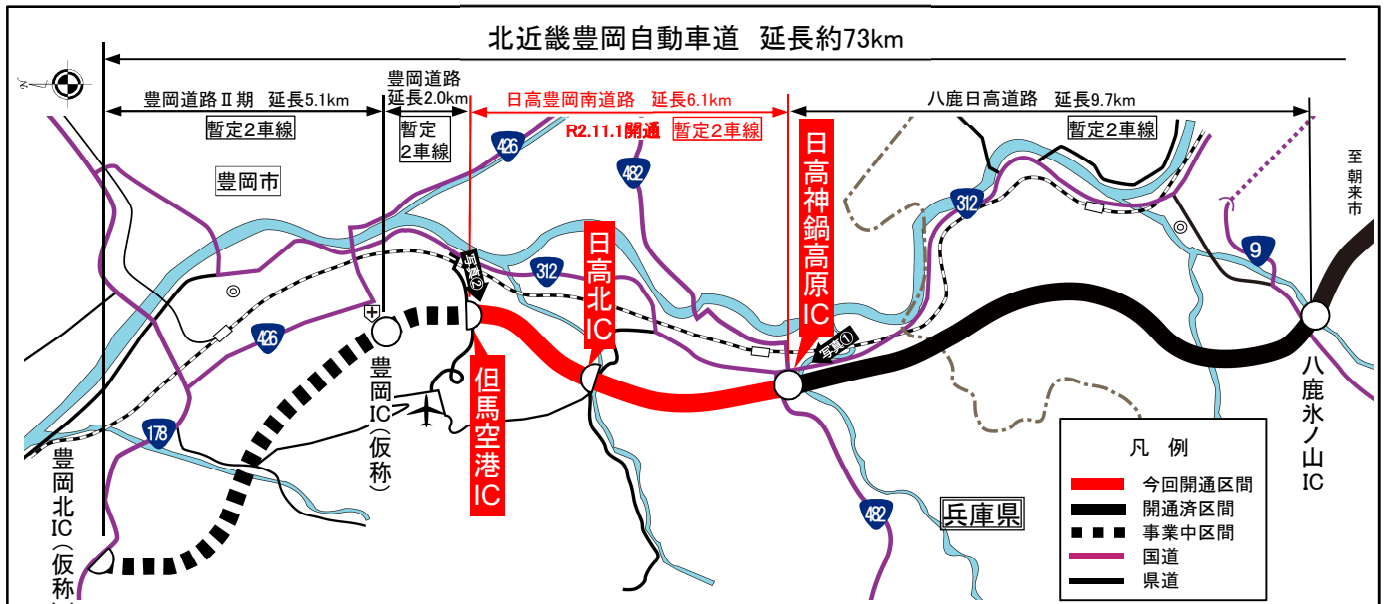 北近畿豊岡自動車道 延長約73km
N
豊岡道路Ⅱ期 延長5.1km
暫定2車線
豊岡道路
延長2.0km
暫定
2車線
日高豊岡南道路 延長6.1km
R2.11.1開通
暫定2車線
八鹿日高道路 延長9.7km
暫定2車線
至朝来市
豊岡市
426
482
312
9
写真②
312
日高北IC
日高神鍋高原IC
写真①
426
178
豊岡IC(仮称)
但馬空港IC
豊岡北IC(仮称)
482
兵庫県
八鹿氷ノ山IC
凡 例
今回開通区間
開通済区間
事業中区間
国道
県道